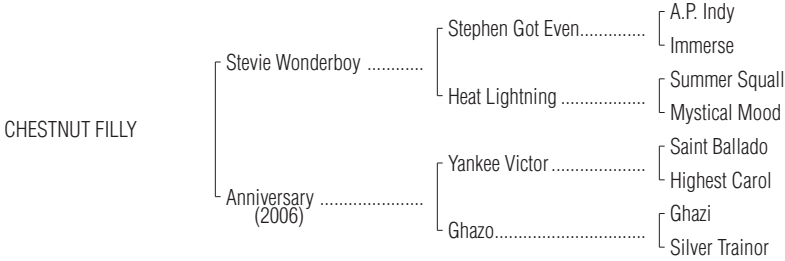 A.P. Indy
Stephen Got Even..............
Immerse
Stevie Wonderboy ............
Summer Squall
Heat Lightning ..................
Mystical Mood
CHESTNUT FILLY
Saint Ballado
Yankee Victor ....................
Highest Carol
Anniversary ......................
(2006)
Ghazi
Ghazo................................
Silver Trainor